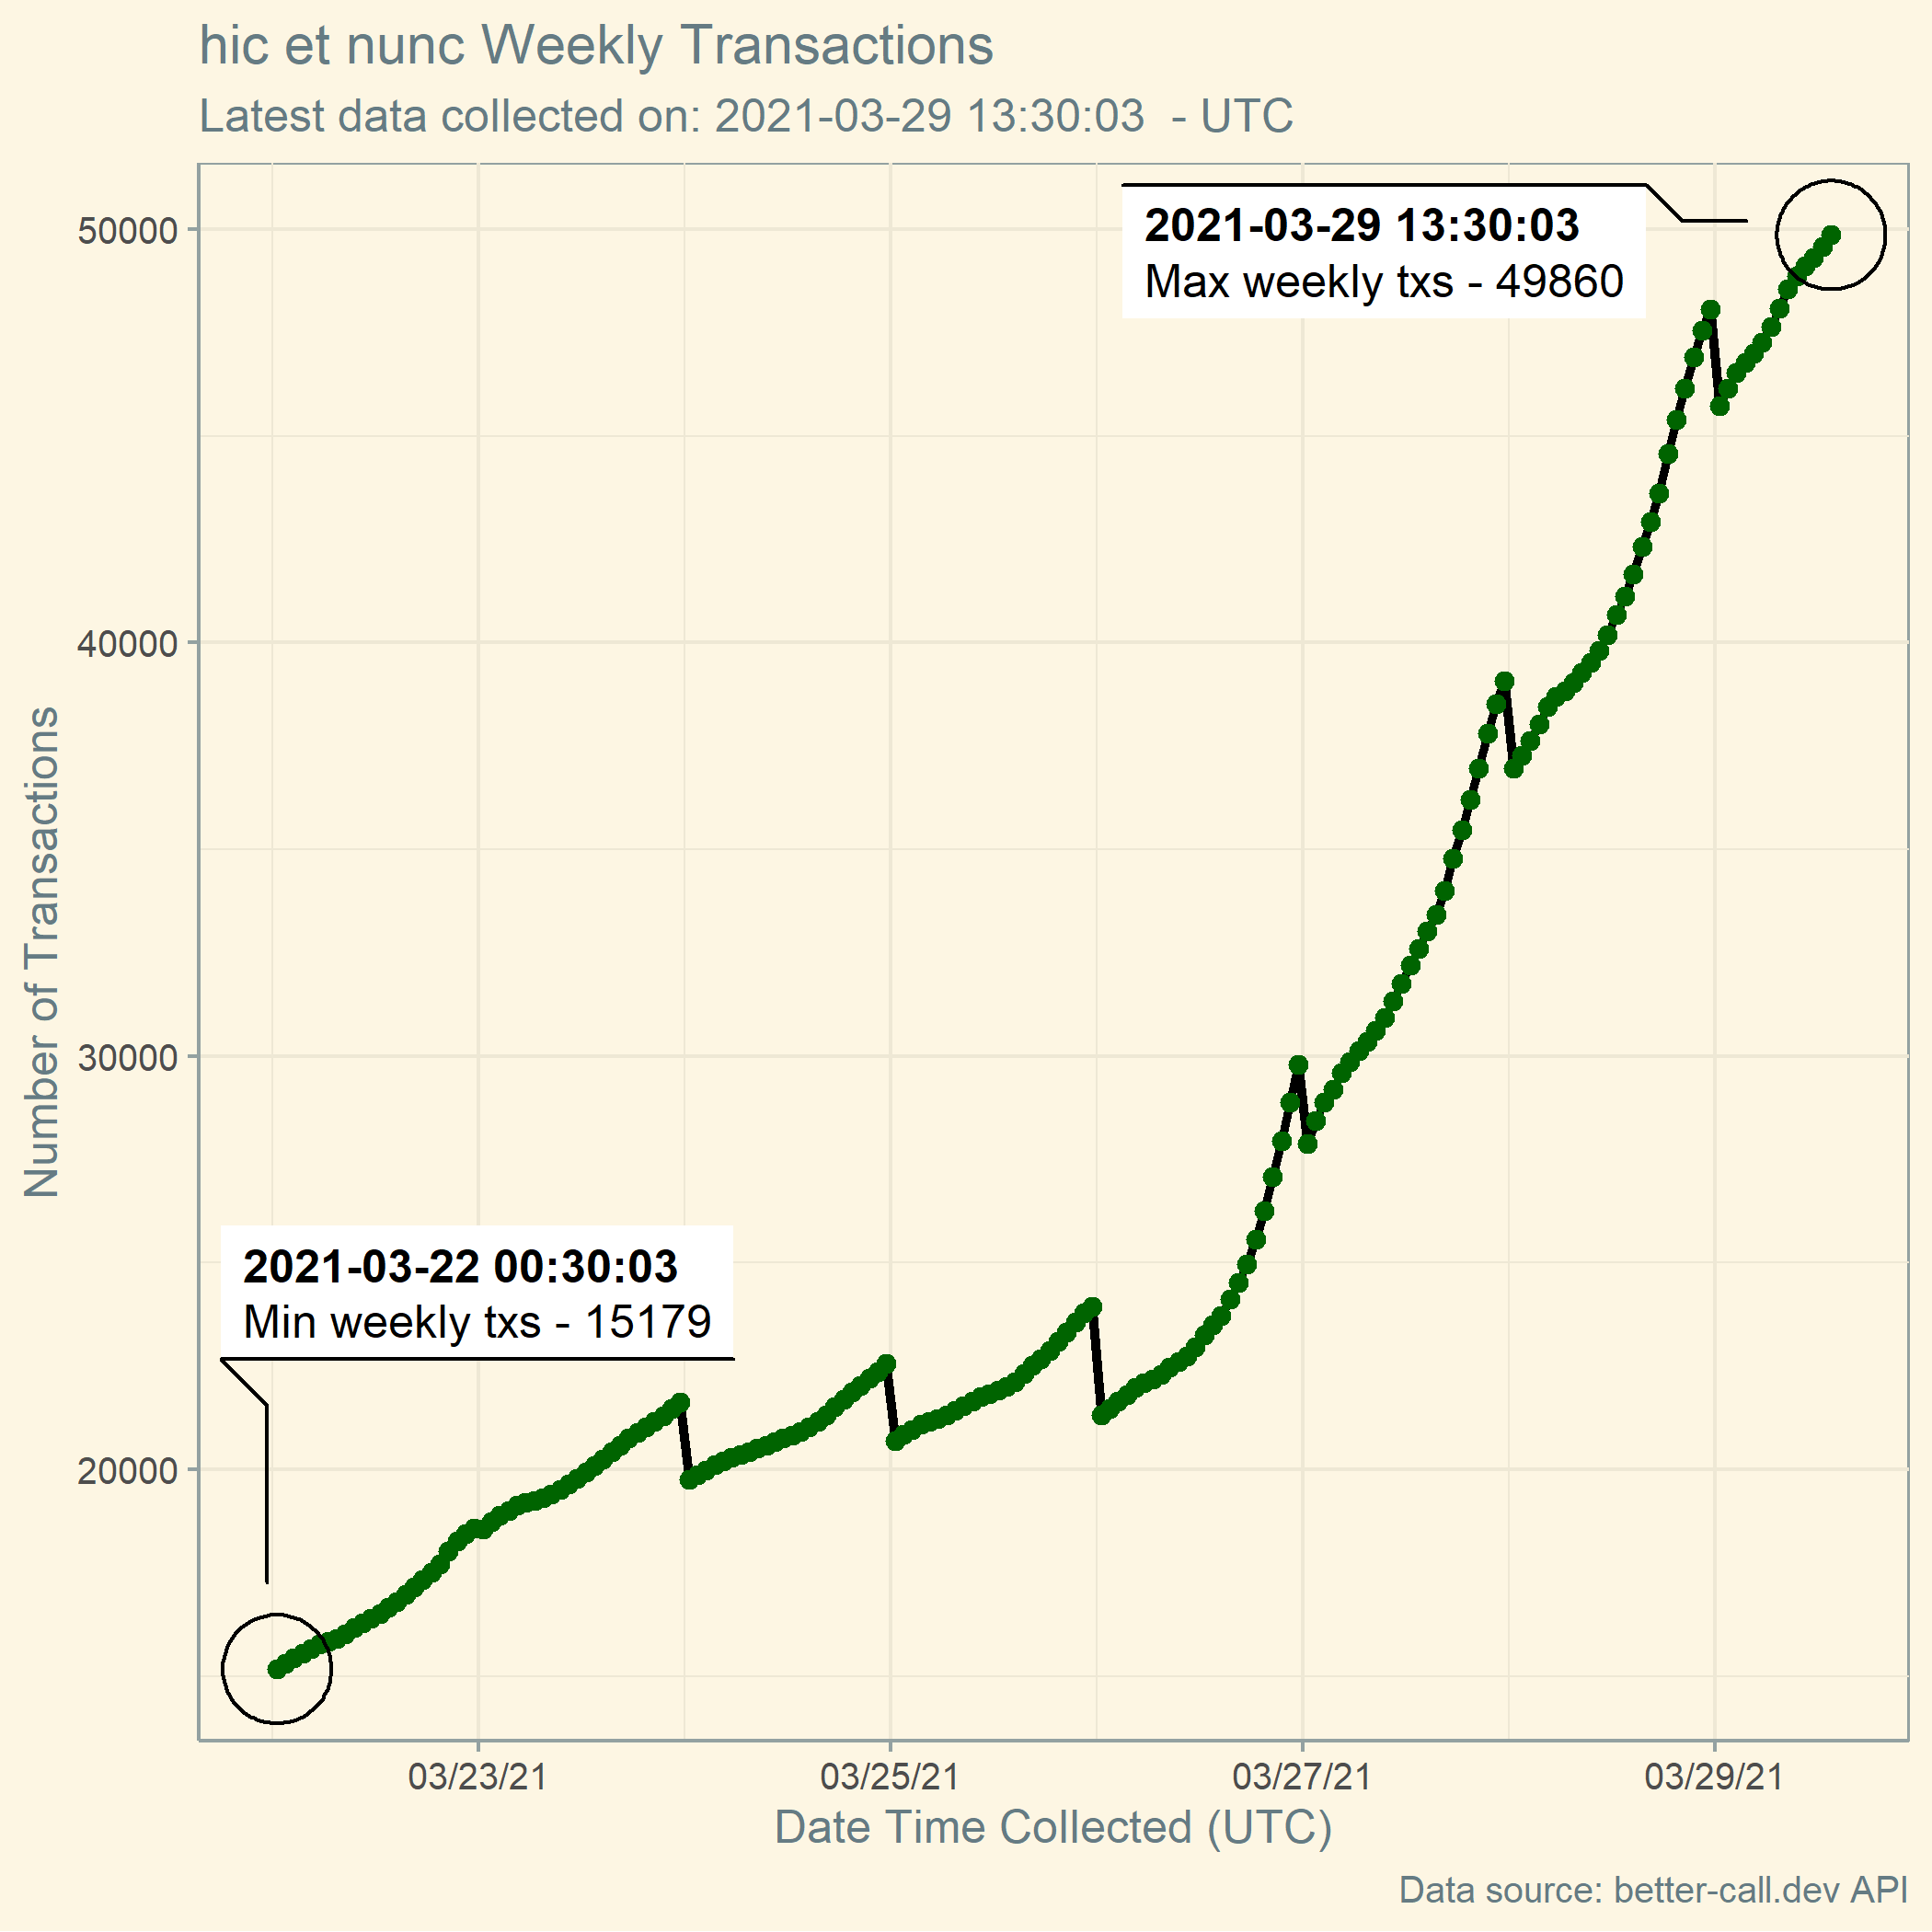 hic et nunc Weekly Transactions
Latest data collected on: 2021-03-29 13:30:03  - UTC
50000
40000
30000
20000
Number of Transactions
2021-03-29 13:30:03
Max weekly txs - 49860
2021-03-22 00:30:03
Min weekly txs - 15179
03/23/21
03/25/21
03/27/21
03/29/21
Date Time Collected (UTC)
Data source: better-call.dev API